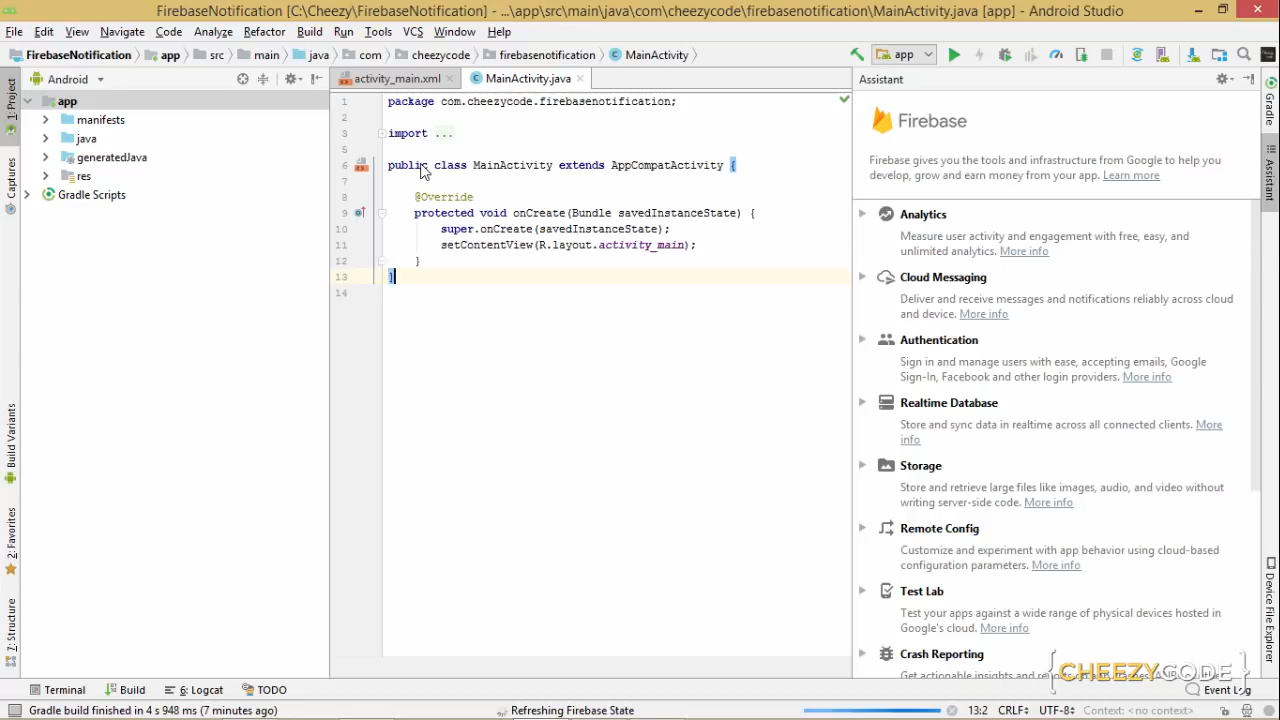 FirebaseNotification [C:\Cheezy\FirebaseNotification] - ...\app\src\main\java\com\cheezycode\firebasenotification\MainActivity.java [app] - Android Studio
File Edit View Navigate Code Analyze Refactor Build Run Tools VCS Window Help
FirebaseNotification app src main java com cheezycode firebasenotification MainActivity app
Android
activity_main.xml MainActivity.java
Assistant
1: Project
Captures
Build Variants
2: Favorites
Z: Structure
app
manifests
java
generatedJava
res
Gradle Scripts
1 package com.cheezycode.firebasenotification;
2
3 import ...
5
6 public class MainActivity extends AppCompatActivity {
7
8 @Override
9 protected void onCreate(Bundle savedInstanceState) {
10 super.onCreate(savedInstanceState);
11 setContentView(R.layout.activity_main);
12 }
13 }
14
Firebase
Firebase gives you the tools and infrastructure from Google to help you
develop, grow and earn money from your app. Learn more
Analytics
Measure user activity and engagement with free, easy, and
unlimited analytics. More info
Cloud Messaging
Deliver and receive messages and notifications reliably across cloud
and device. More info
Authentication
Sign in and manage users with ease, accepting emails, Google
Sign-In, Facebook and other login providers. More info
Realtime Database
Store and sync data in realtime across all connected clients. More
info
Storage
Store and retrieve large files like images, audio, and video without
writing server-side code. More info
Remote Config
Customize and experiment with app behavior using cloud-based
configuration parameters. More info
Test Lab
Test your apps against a wide range of physical devices hosted in
Google's cloud. More info
Crash Reporting
Get actionable insights and
Gradle
Assistant
Device File Explorer
{ CHEEZYCODE }
Terminal Build 6: Logcat TODO Event Log
Gradle build finished in 4 s 948 ms (7 minutes ago) Refreshing Firebase State 13:2 CRLF UTF-8 Context: <no context>